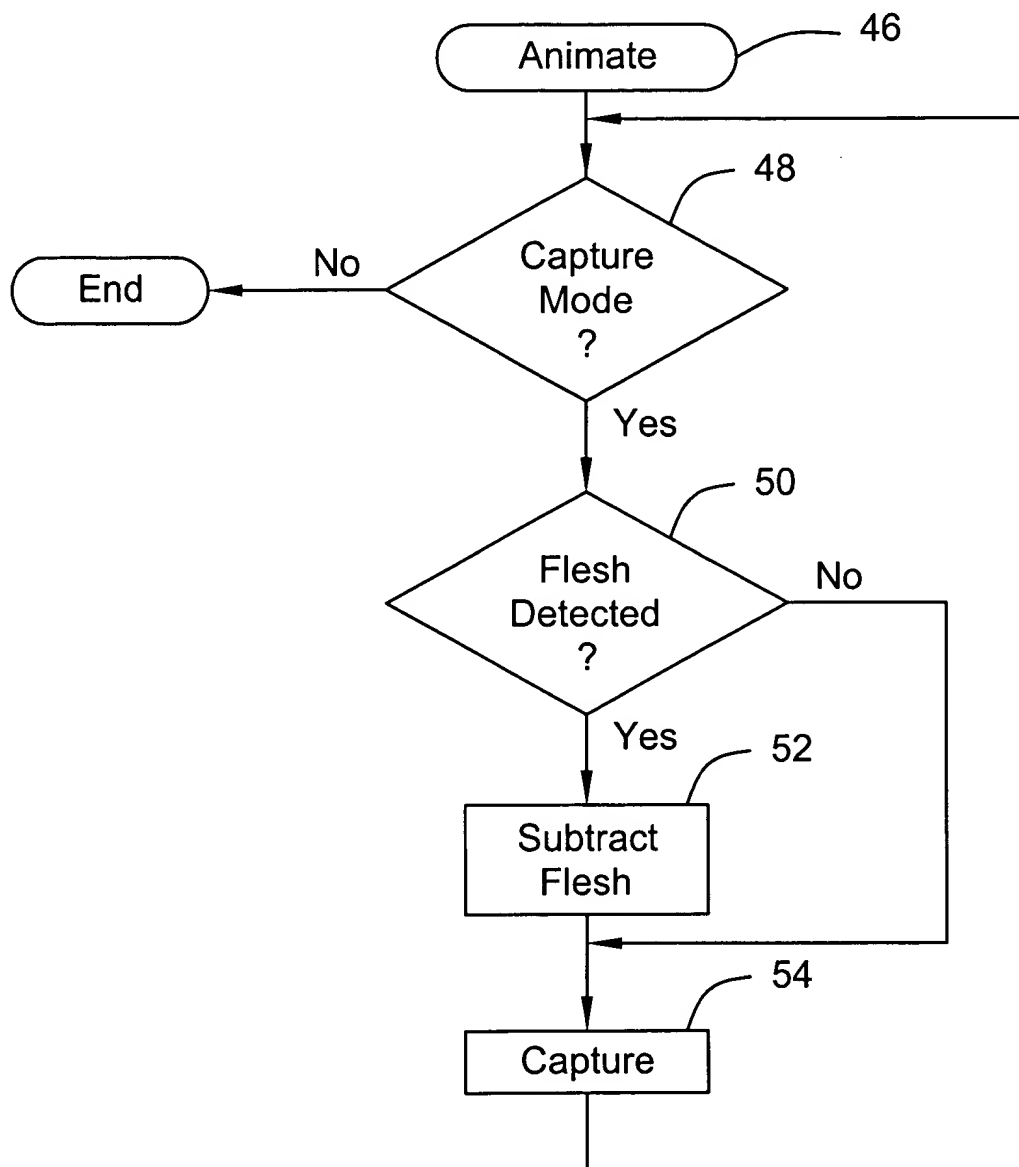 Animate
46
48
Capture
Mode
?
No
End
Yes
50
Flesh
Detected
?
No
Yes
52
Subtract
Flesh
54
Capture